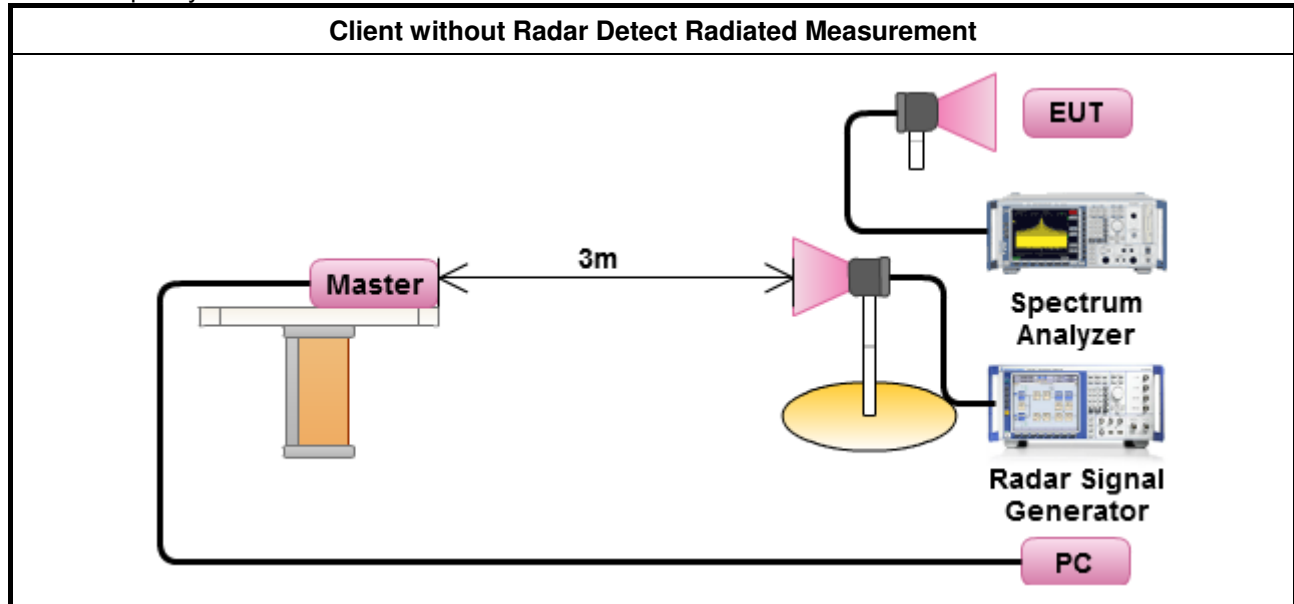 Client without Radar Detect Radiated Measurement
EUT
3m
Master
Spectrum
Analyzer
Radar Signal
Generator
PC